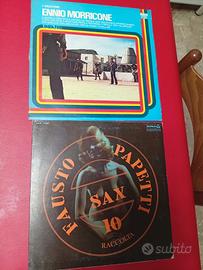 ENNIO MORRICONE
FAUSTO PAPETTI
SAX
10
RACCOLTA
subito